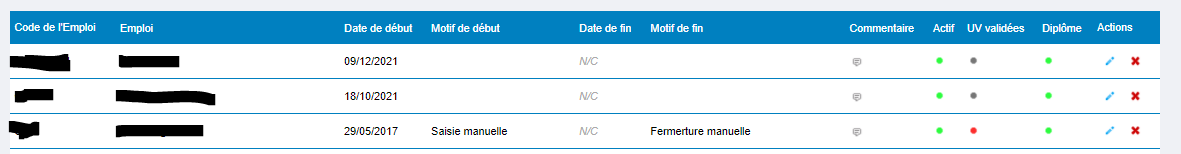 Code de l'Emploi Emploi Date de début Motif de début Date de fin Motif de fin Commentaire Actif UV validées Diplôme Actions
09/12/2021 N/C
18/10/2021 N/C
29/05/2017 Saisie manuelle N/C Fermerture manuelle